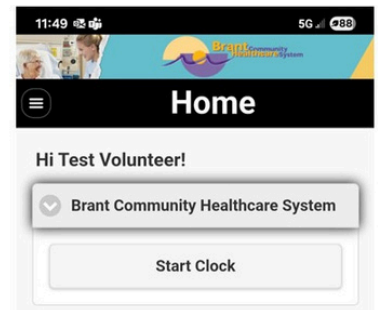 11:49
5G 88
Brant Community
Healthcare System
Home
Hi Test Volunteer!
Brant Community Healthcare System
Start Clock